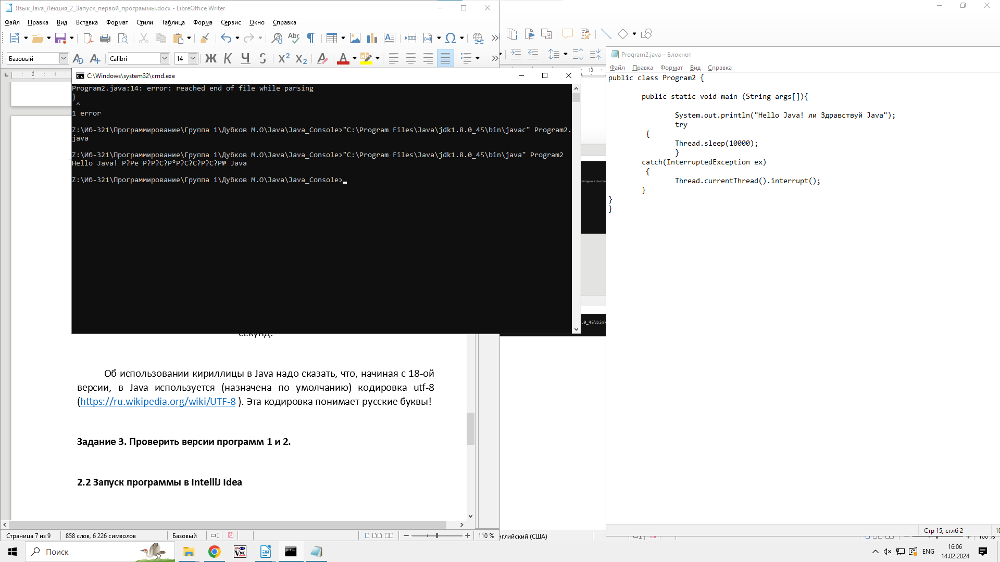 Язык_Java_Лекция_2_Запуск_первой_программы.docx - LibreOffice Writer
Файл Правка Вид Вставка Формат Стили Таблица Форма Сервис Окно Справка
Базовый Calibri 14
C:\Windows\system32\cmd.exe
Program2.java:14: error: reached end of file while parsing
}
^
1 error
Z:\Иб-321\Программирование\Группа 1\Дубков М.О\Java\Java_Console>"C:\Program Files\Java\jdk1.8.0_45\bin\javac" Program2.
java
Z:\Иб-321\Программирование\Группа 1\Дубков М.О\Java\Java_Console>"C:\Program Files\Java\jdk1.8.0_45\bin\java" Program2
Hello Java! Р?Рё Р?Р?С?Р°Р?С?С?Р?С?Р№ Java
Z:\Иб-321\Программирование\Группа 1\Дубков М.О\Java\Java_Console>
секунд.
Об использовании кириллицы в Java надо сказать, что, начиная с 18-ой
версии, в Java используется (назначена по умолчанию) кодировка utf-8
(https://ru.wikipedia.org/wiki/UTF-8 ). Эта кодировка понимает русские буквы!
Задание 3. Проверить версии программ 1 и 2.
2.2 Запуск программы в IntelliJ Idea
Страница 7 из 9 858 слов, 6 226 символов Базовый 110 %
нглийский (США)
Program2.java – Блокнот
Файл Правка Формат Вид Справка
public class Program2 {
public static void main (String args[]){
System.out.println("Hello Java! ли Здравствуй Java");
try
{
Thread.sleep(10000);
}
catch(InterruptedException ex)
{
Thread.currentThread().interrupt();
}
}
}
Стр 15, стлб 2
Поиск
ENG
16:06
14.02.2024